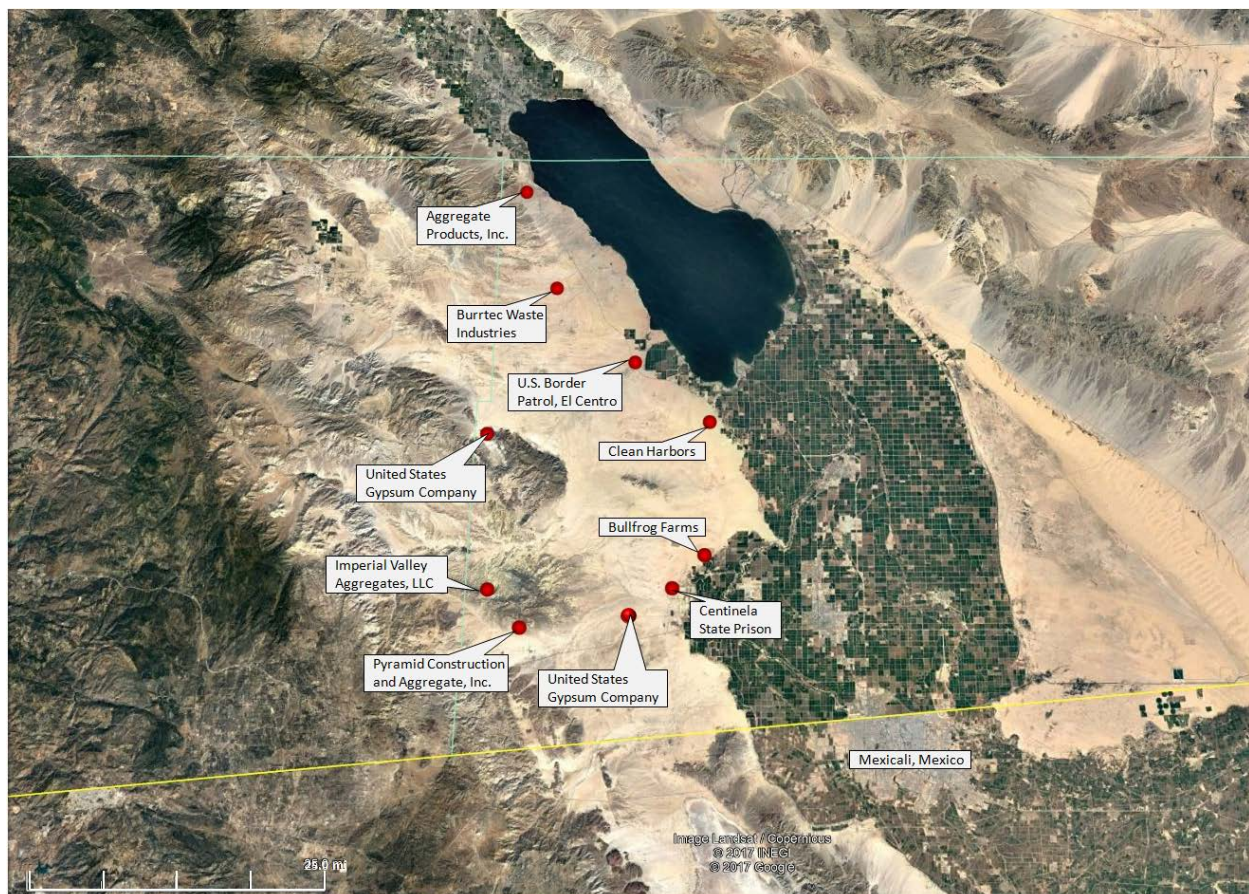 Aggregate
Products, Inc.
Burrtec Waste
Industries
U.S. Border
Patrol, El Centro
Clean Harbors
United States
Gypsum Company
Bullfrog Farms
Imperial Valley
Aggregates, LLC
Centinela
State Prison
Pyramid Construction
and Aggregate, Inc.
United States
Gypsum Company
Mexicali, Mexico
Image Landsat / Copernicus
© 2017 INEGI
© 2017 Google
25.0 mi